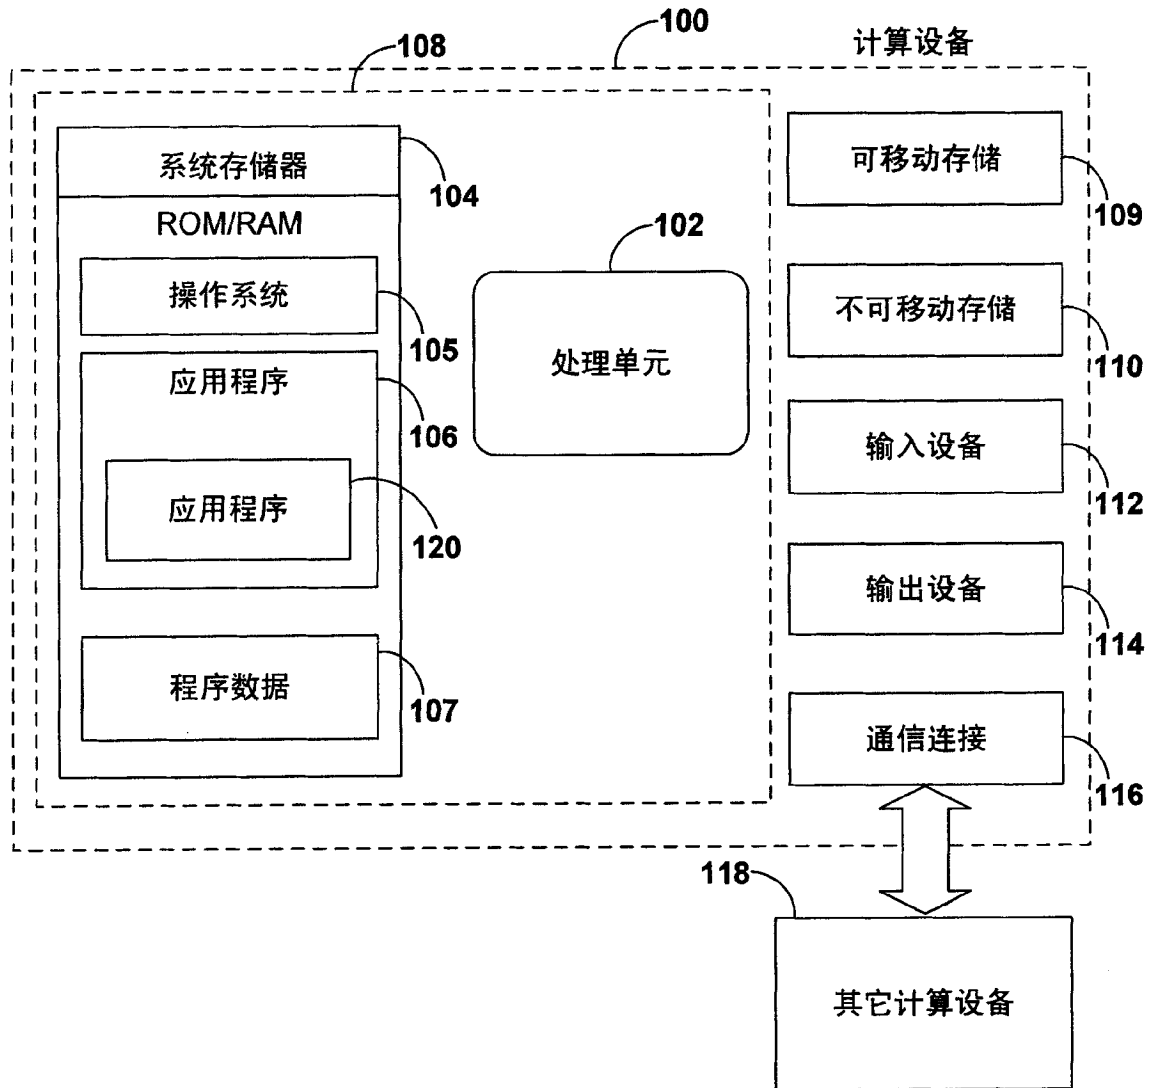 100
计算设备
108
系统存储器
104
ROM/RAM
操作系统
105
应用程序
106
应用程序
120
程序数据
107
102
处理单元
可移动存储
109
不可移动存储
110
输入设备
112
输出设备
114
通信连接
116
118
其它计算设备